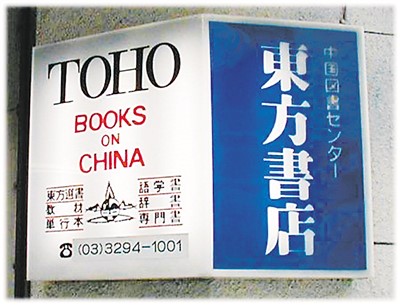 TOHO
BOOKS
ON
CHINA
東方選書 語学書
教材 辞書
単行本 専門書
☎ (03)3294-1001
中国図書センター
東方書店